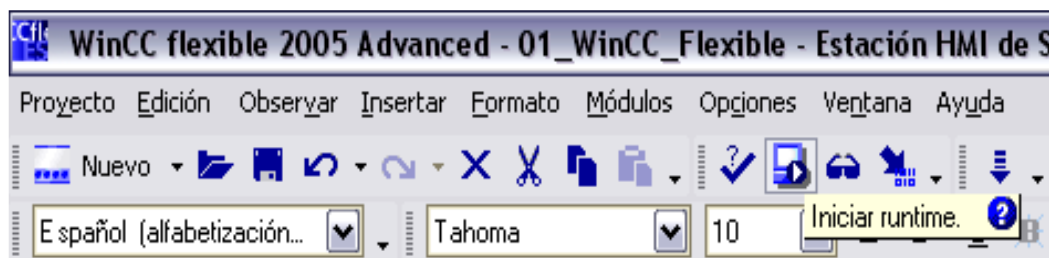 WinCC flexible 2005 Advanced - 01_WinCC_Flexible - Estación HMI de S
Proyecto Edición Observar Insertar Formato Módulos Opciones Ventana Ayuda
Nuevo
Español (alfabetización... Tahoma 10 Iniciar runtime. ?